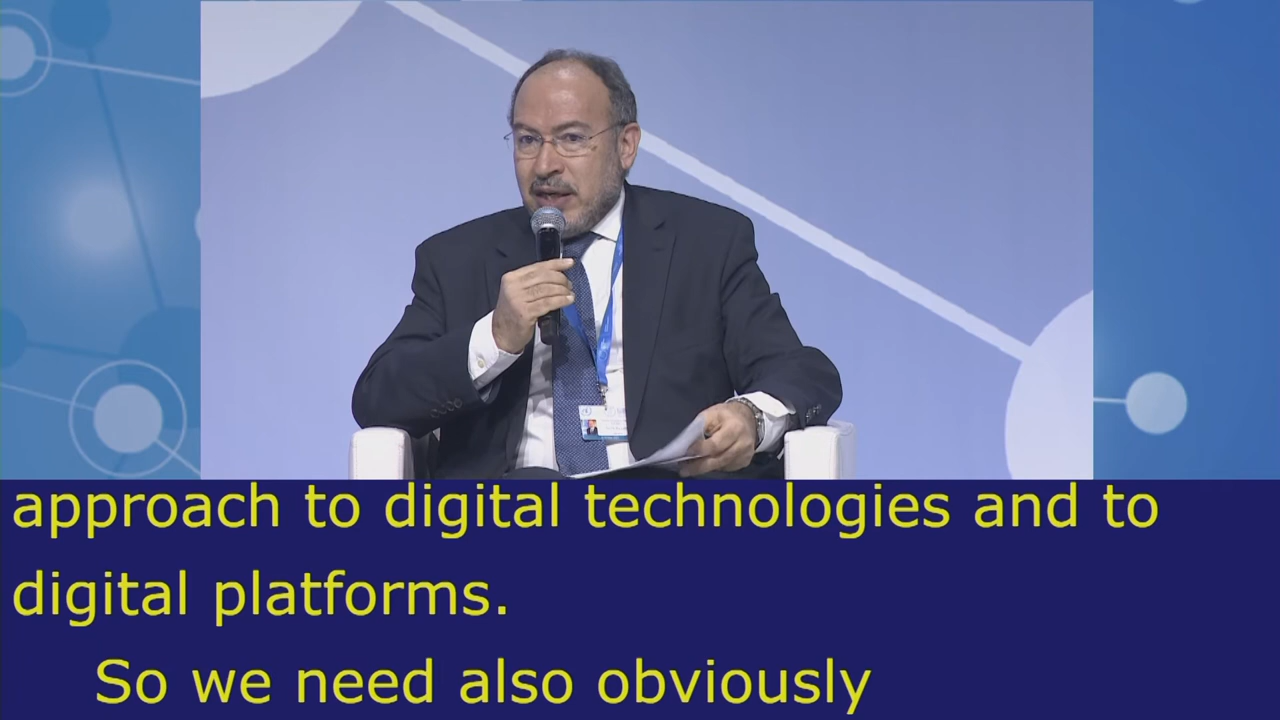 approach to digital technologies and to
digital platforms.
So we need also obviously